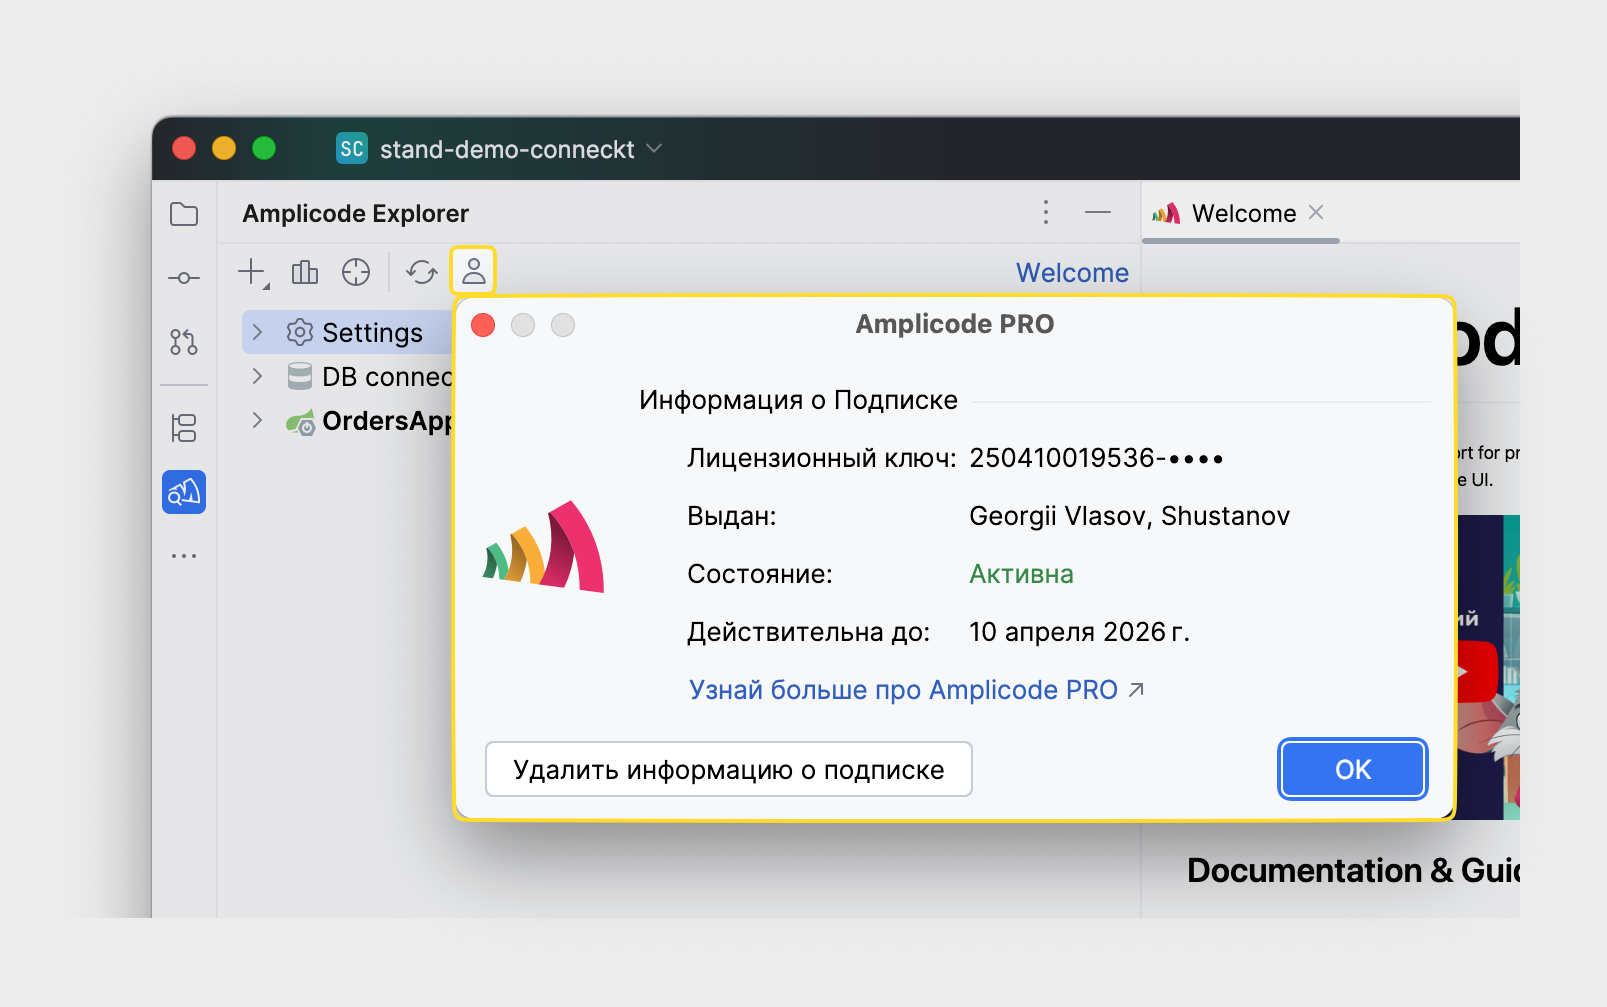 SC stand-demo-conneckt
Amplicode Explorer
Welcome
Welcome
Settings
DB connec
OrdersApp
Amplicode PRO
Информация о Подписке
Лицензионный ключ: 250410019536-••••
Выдан: Georgii Vlasov, Shustanov
Состояние: Активна
Действительна до: 10 апреля 2026 г.
Узнай больше про Amplicode PRO ↗
Удалить информацию о подписке
OK
od
rt for pr
e UI.
ий
Documentation & Guid